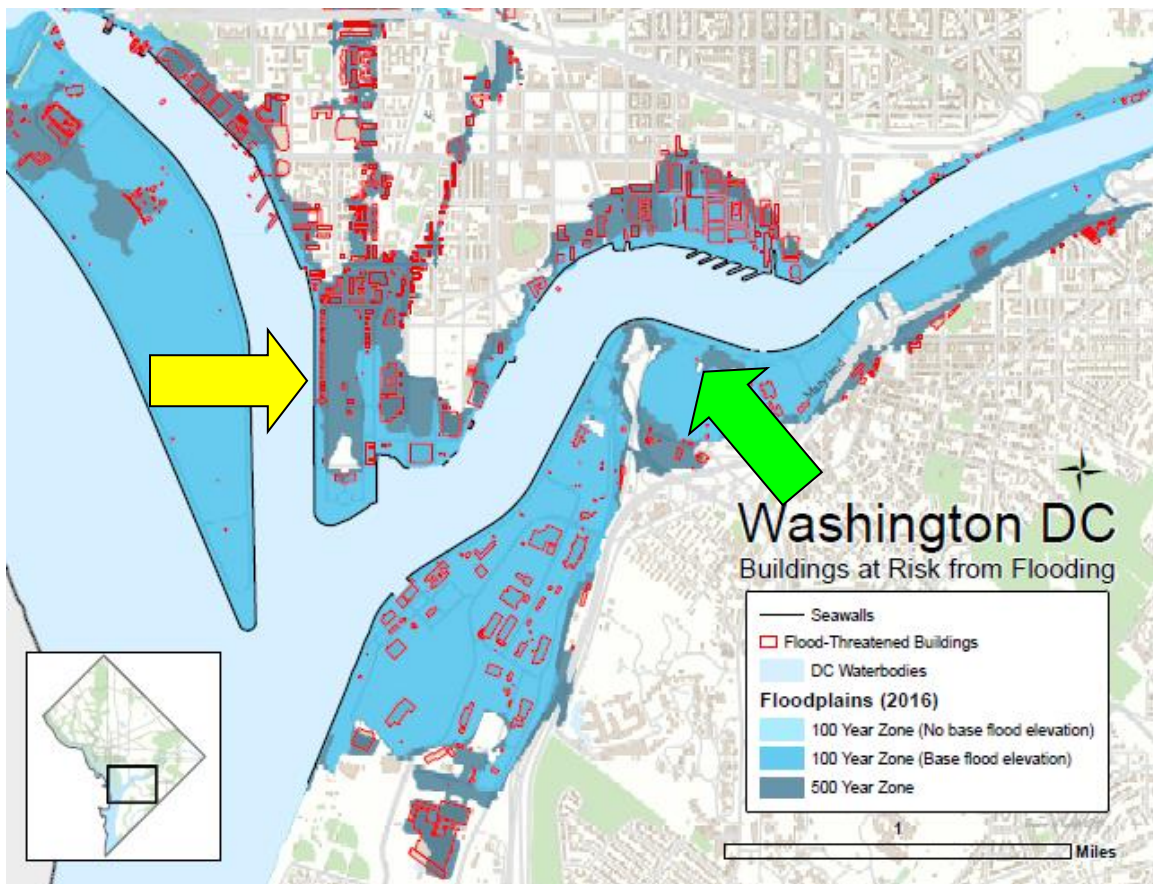 Maryland
Washington DC
Buildings at Risk from Flooding
Seawalls
Flood-Threatened Buildings
DC Waterbodies
Floodplains (2016)
100 Year Zone (No base flood elevation)
100 Year Zone (Base flood elevation)
500 Year Zone
1
Miles